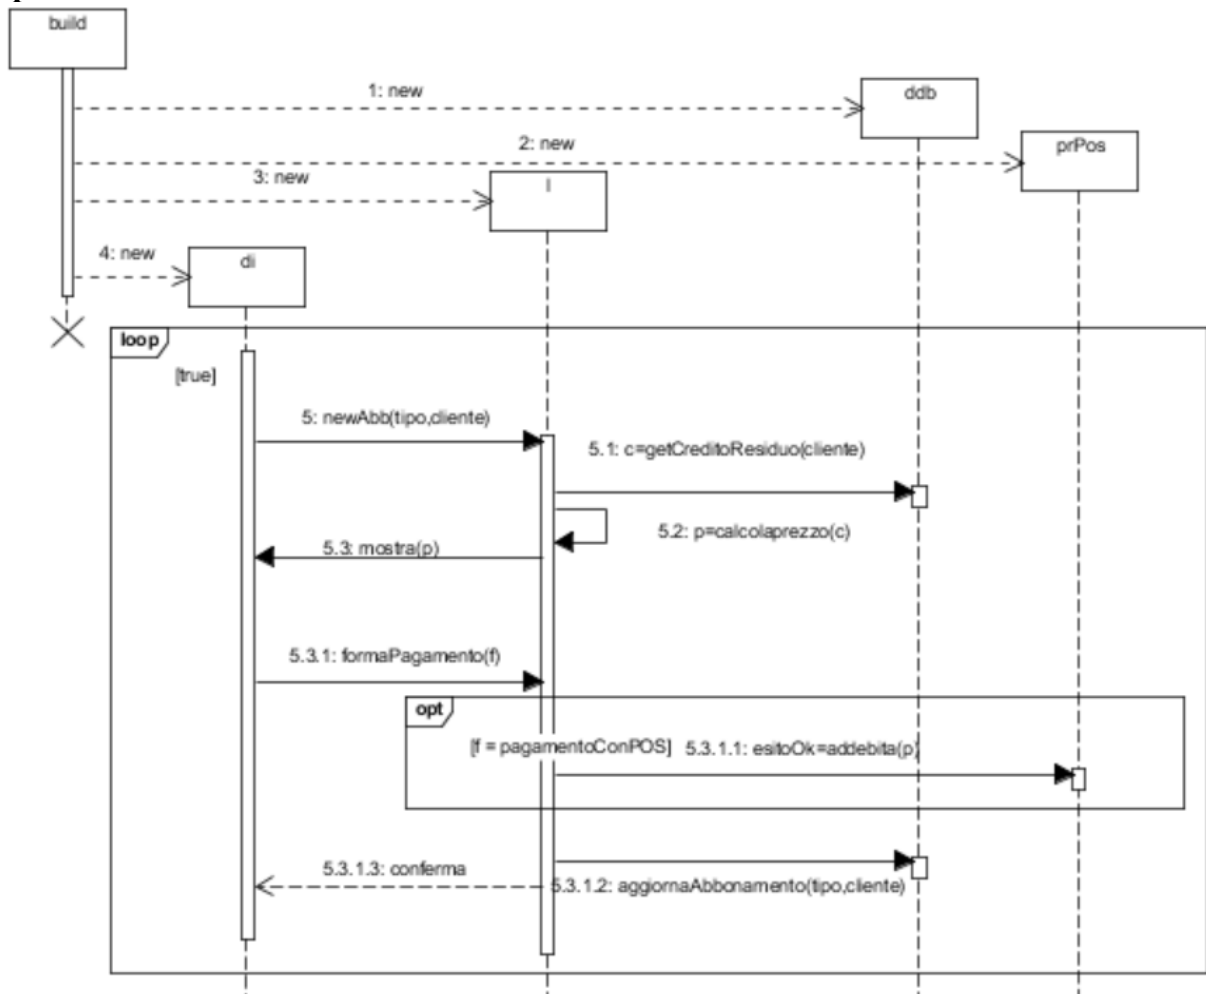 build
1: new
ddb
2: new
prPos
3: new
l
4: new
di
loop
[true]
5: newAbb(tipo,cliente)
5.1: c=getCreditoResiduo(cliente)
5.2: p=calcolaprezzo(c)
5.3: mostra(p)
5.3.1: formaPagamento(f)
opt
[f = pagamentoConPOS] 5.3.1.1: esitoOk=addebita(p)
5.3.1.3: conferma
5.3.1.2: aggiornaAbbonamento(tipo,cliente)